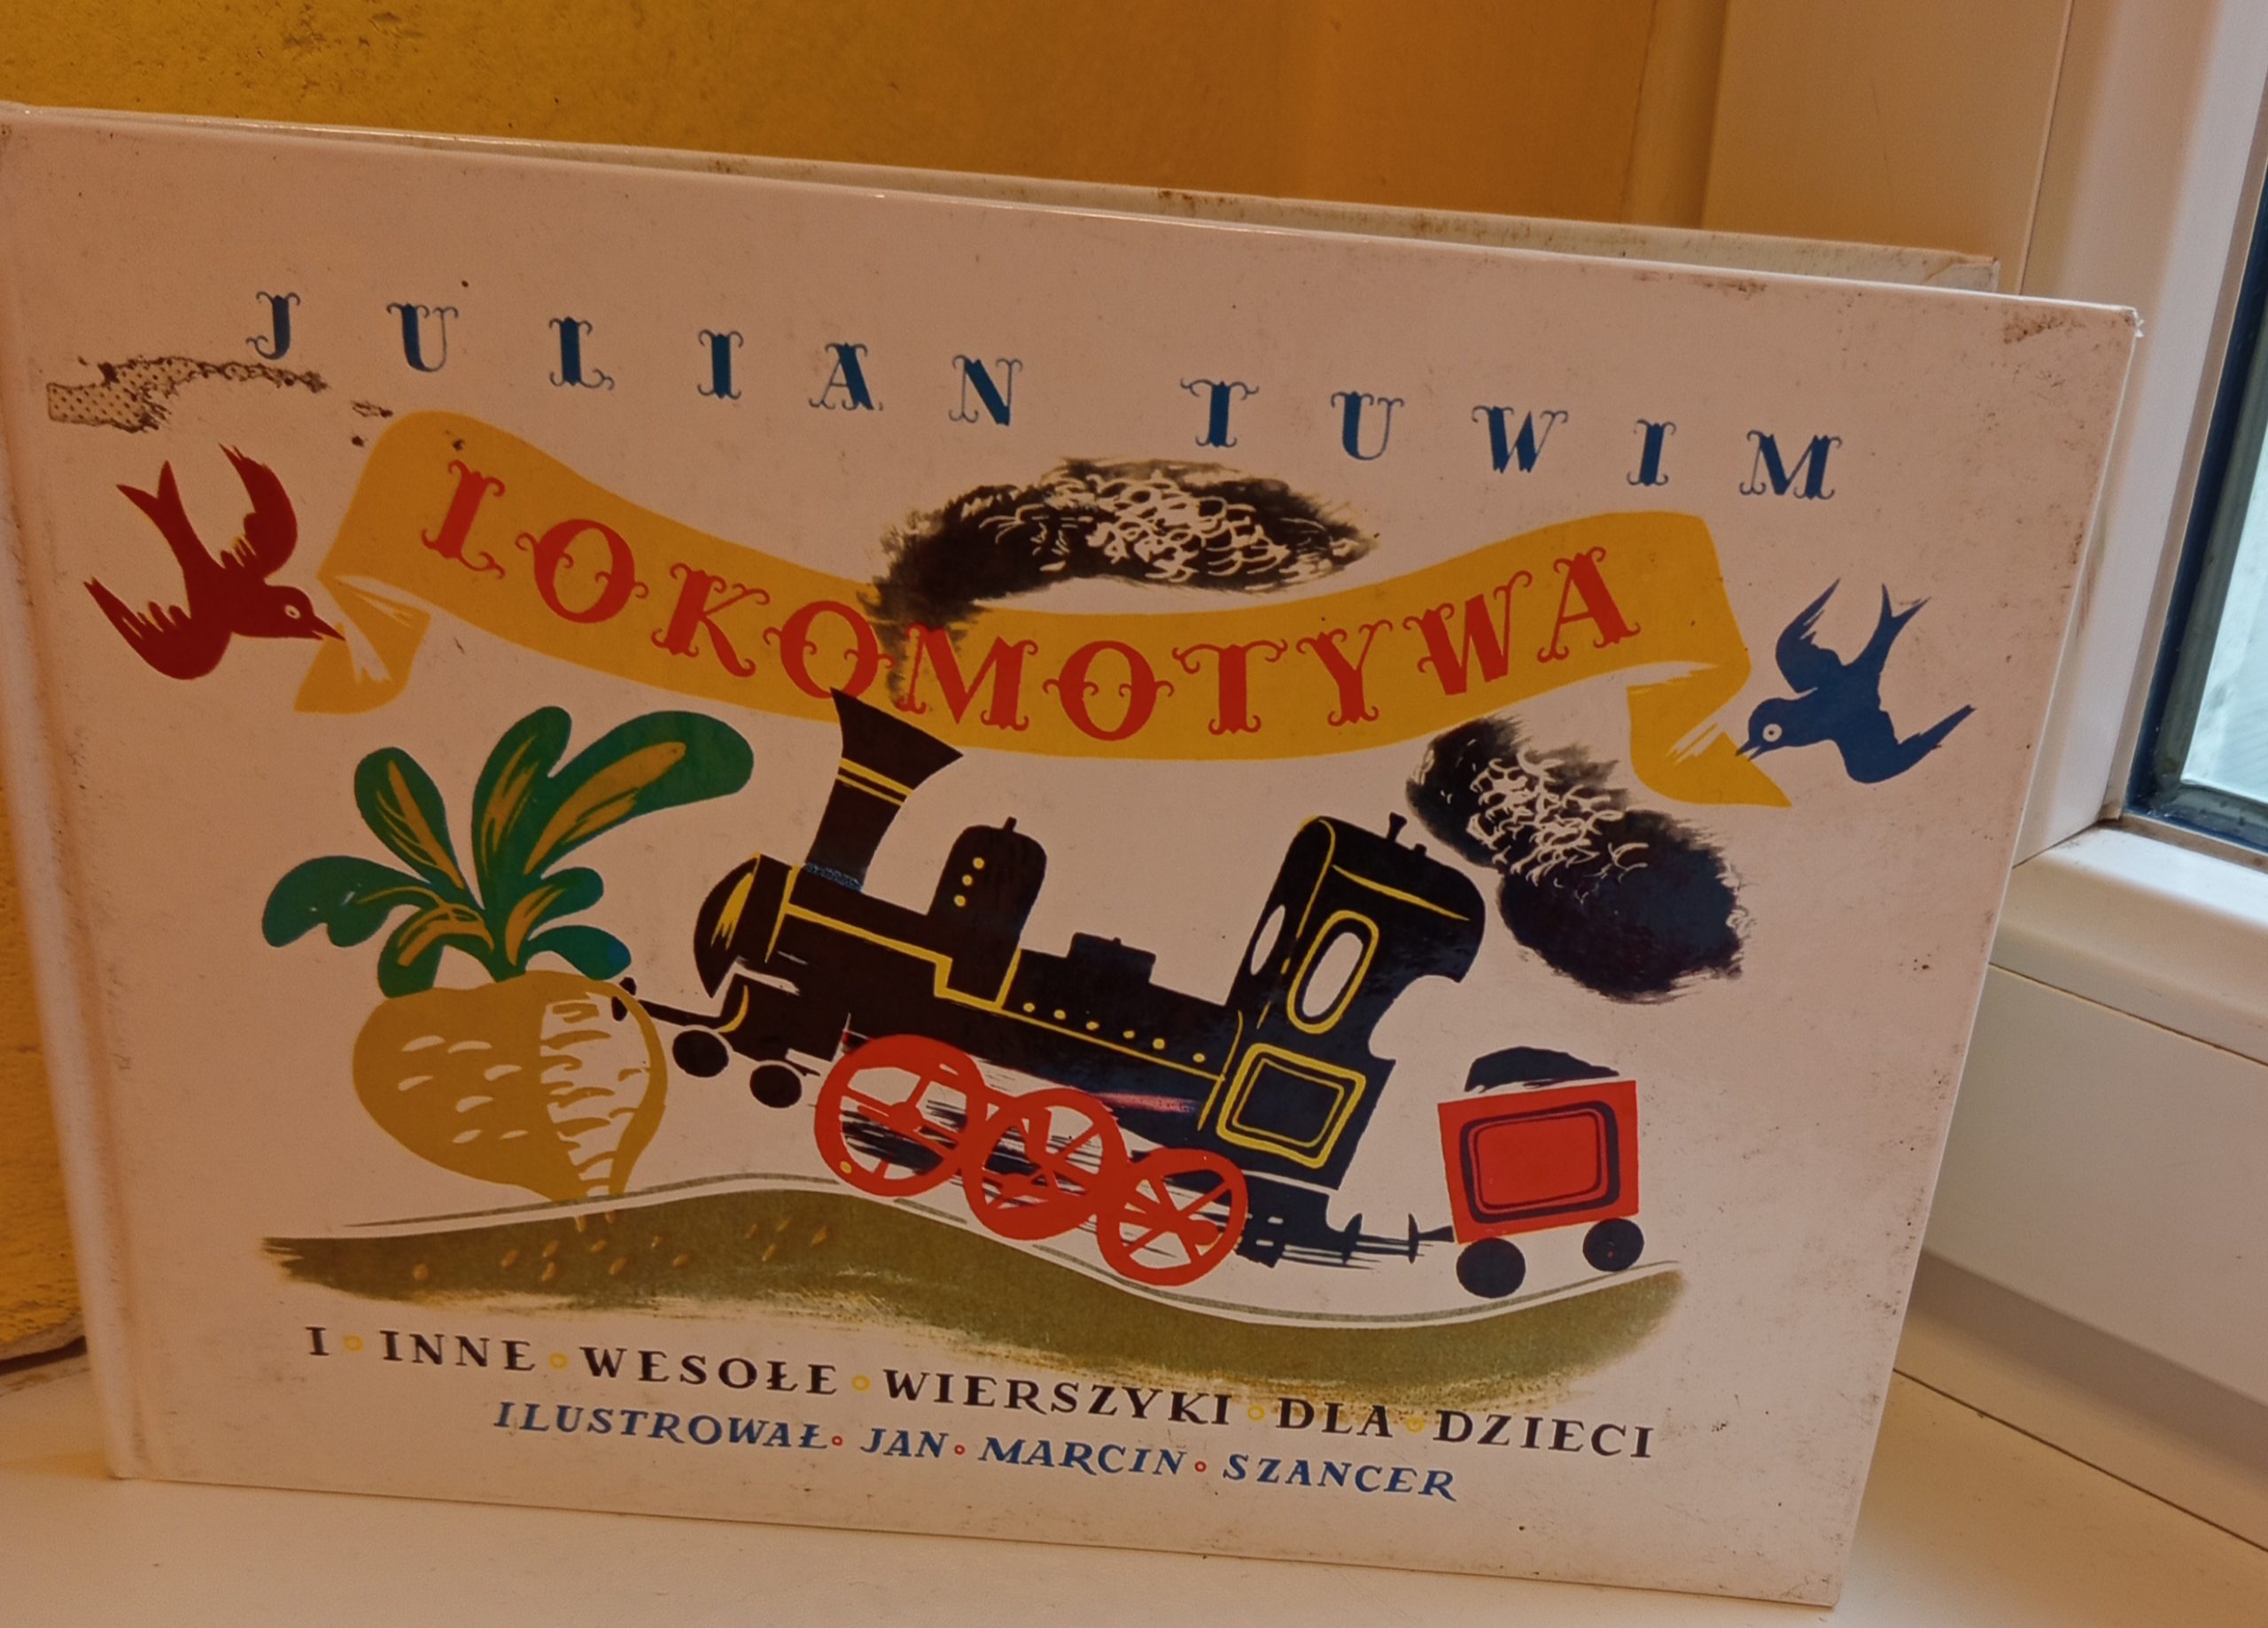 JULIAN TUWIM
LOKOMOTYWA
I • INNE • WESOŁE • WIERSZYKI • DLA • DZIECI
ILUSTROWAŁ • JAN • MARCIN • SZANCER